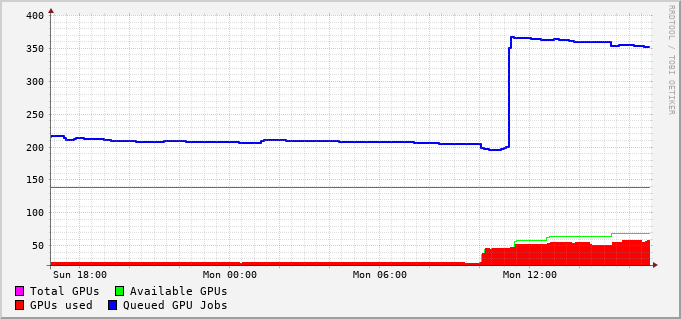 400
350
300
250
200
150
100
50
Sun 18:00 Mon 00:00 Mon 06:00 Mon 12:00
Total GPUs Available GPUs
GPUs used Queued GPU Jobs
RRDTOOL / TOBI OETIKER